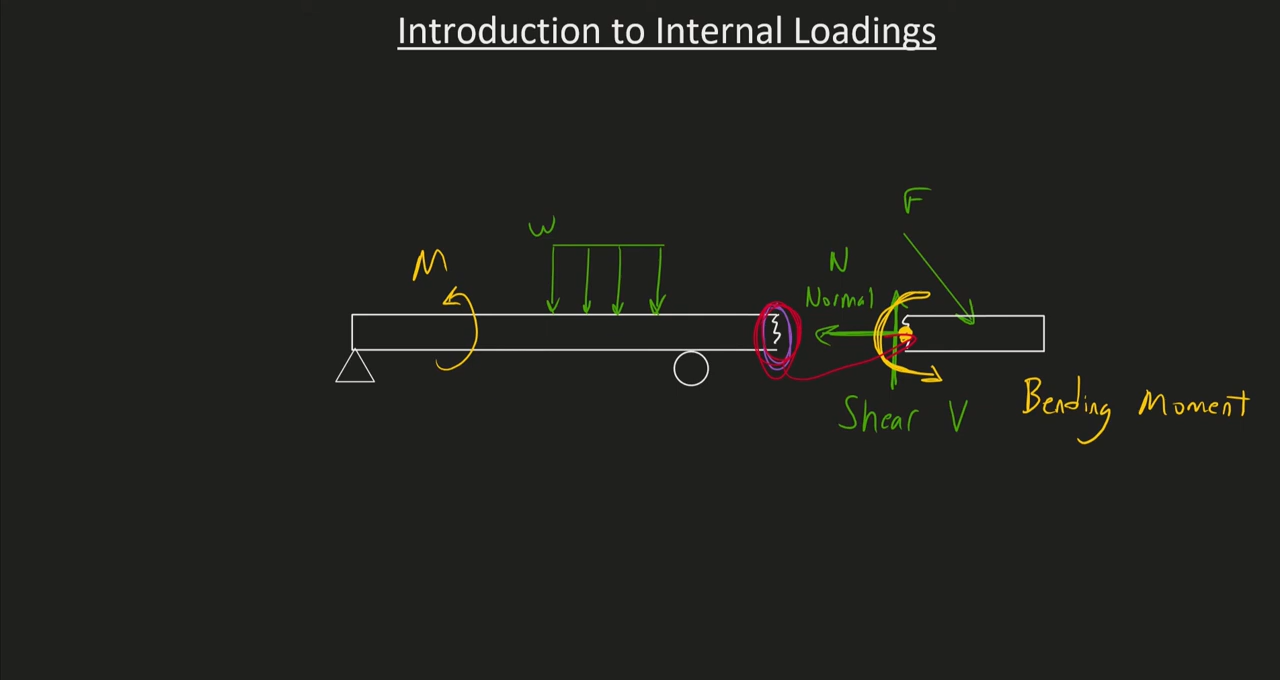 Introduction to Internal Loadings
F
W
M
N
Normal
Bending Moment
Shear V